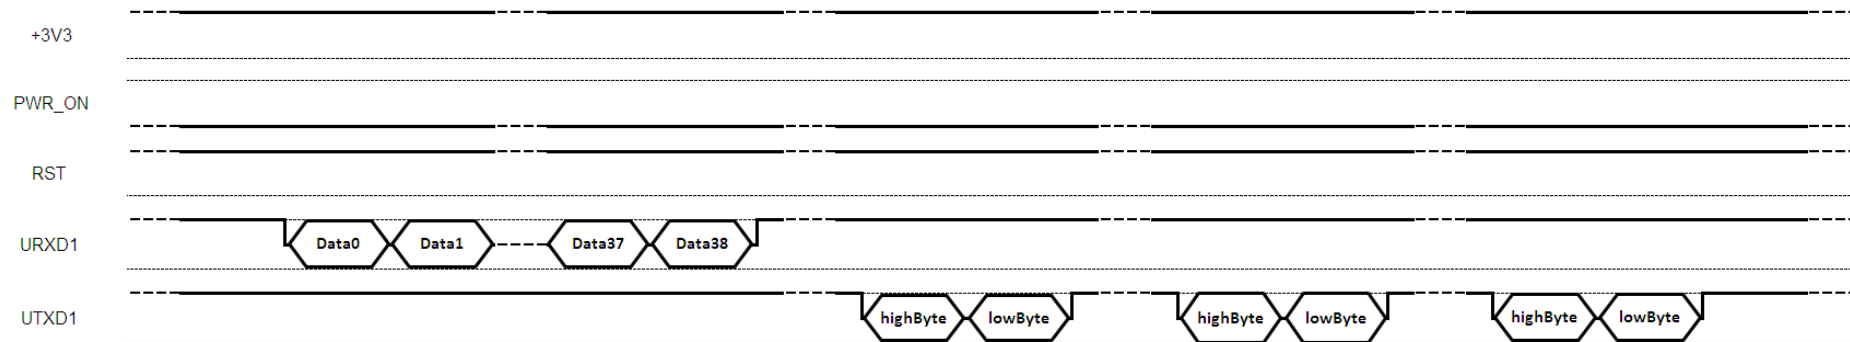 +3V3
PWR_ON
RST
URXD1 Data0 Data1 Data37 Data38
UTXD1 highByte lowByte highByte lowByte highByte lowByte